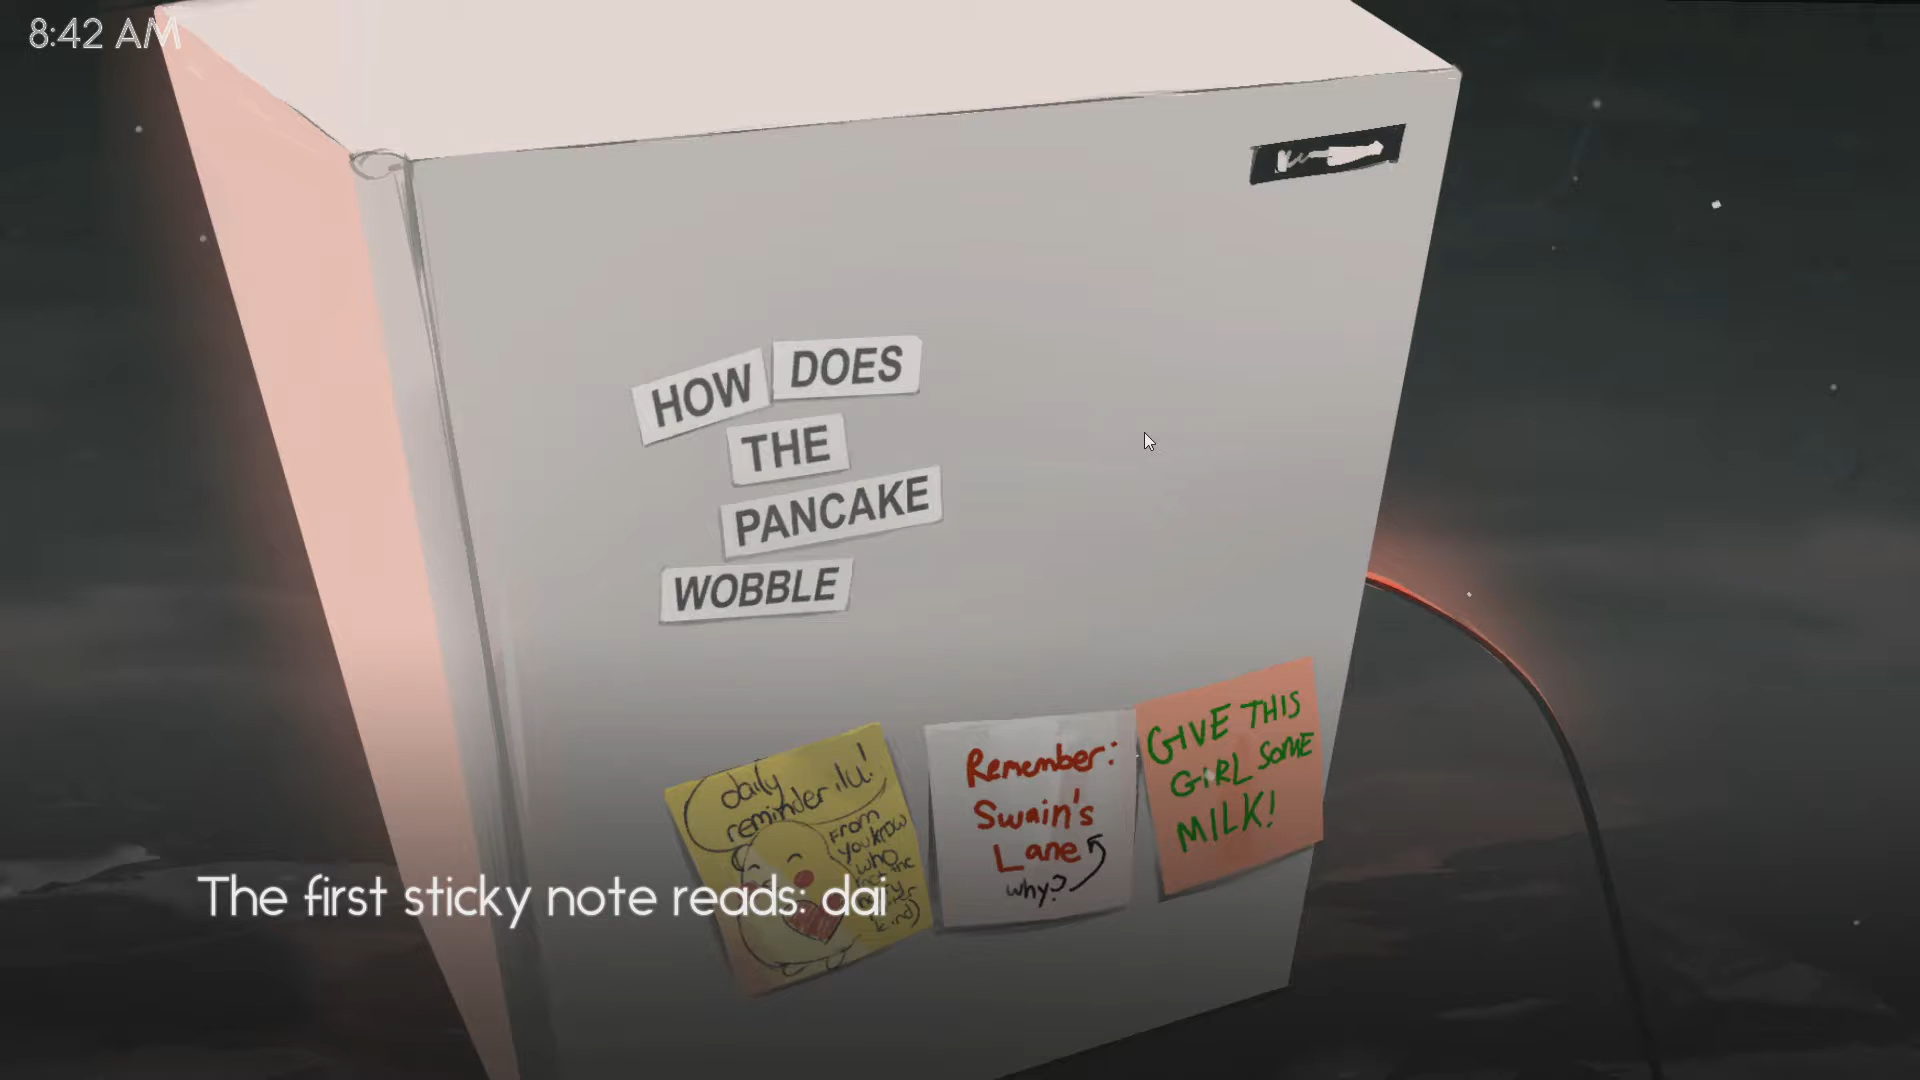 8:42 AM
HOW DOES
THE
PANCAKE
WOBBLE
daily
reminder ilu!
From
you know
who
kind)
Remember:
Swain's
Lane
why?
GIVE THIS
GIRL SOME
MILK!
The first sticky note reads: dai